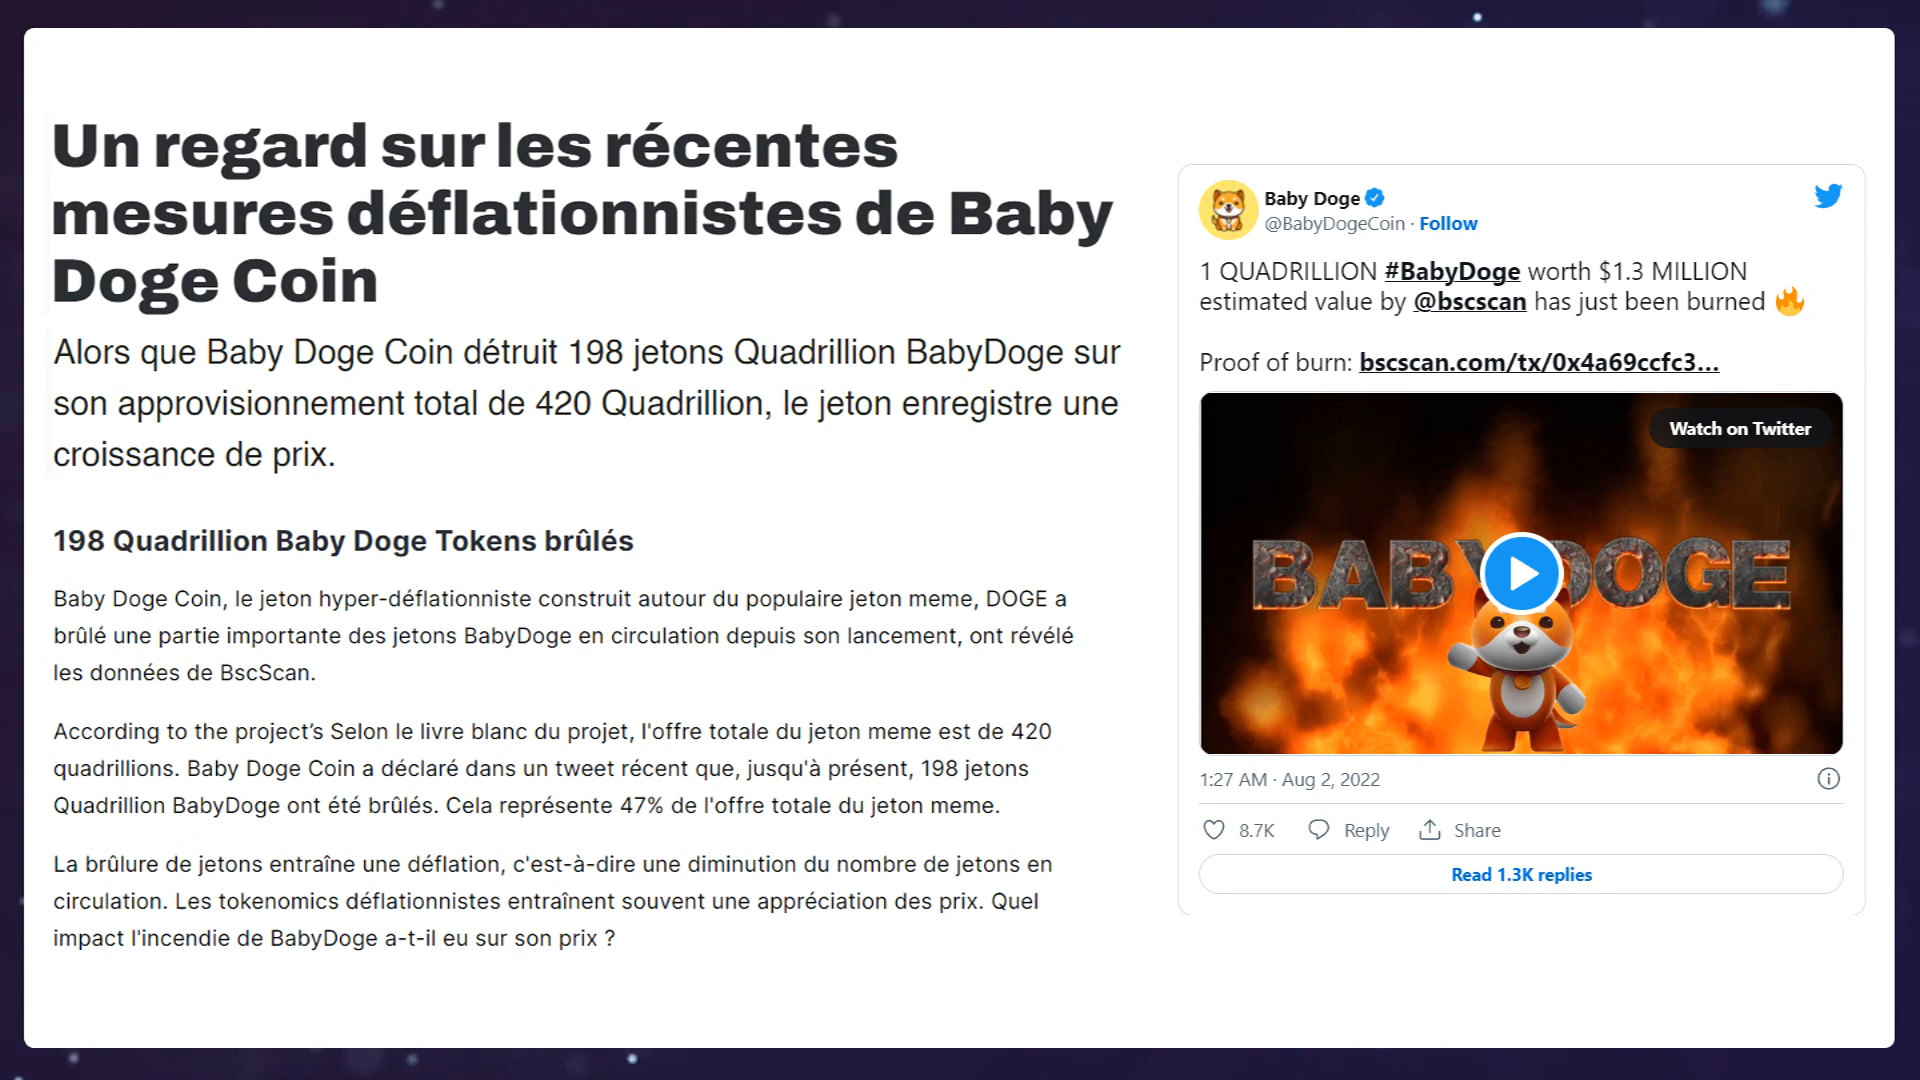 Un regard sur les récentes
mesures déflationnistes de Baby
Doge Coin
Alors que Baby Doge Coin détruit 198 jetons Quadrillion BabyDoge sur
son approvisionnement total de 420 Quadrillion, le jeton enregistre une
croissance de prix.
198 Quadrillion Baby Doge Tokens brûlés
Baby Doge Coin, le jeton hyper-déflationniste construit autour du populaire jeton meme, DOGE a
brûlé une partie importante des jetons BabyDoge en circulation depuis son lancement, ont révélé
les données de BscScan.
According to the project’s Selon le livre blanc du projet, l'offre totale du jeton meme est de 420
quadrillions. Baby Doge Coin a déclaré dans un tweet récent que, jusqu'à présent, 198 jetons
Quadrillion BabyDoge ont été brûlés. Cela représente 47% de l'offre totale du jeton meme.
La brûlure de jetons entraîne une déflation, c'est-à-dire une diminution du nombre de jetons en
circulation. Les tokenomics déflationnistes entraînent souvent une appréciation des prix. Quel
impact l'incendie de BabyDoge a-t-il eu sur son prix ?
Baby Doge
@BabyDogeCoin · Follow
1 QUADRILLION #BabyDoge worth $1.3 MILLION
estimated value by @bscscan has just been burned 🔥
Proof of burn: bscscan.com/tx/0x4a69ccfc3...
Watch on Twitter
BABYDOGE
1:27 AM · Aug 2, 2022
8.7K Reply Share
Read 1.3K replies